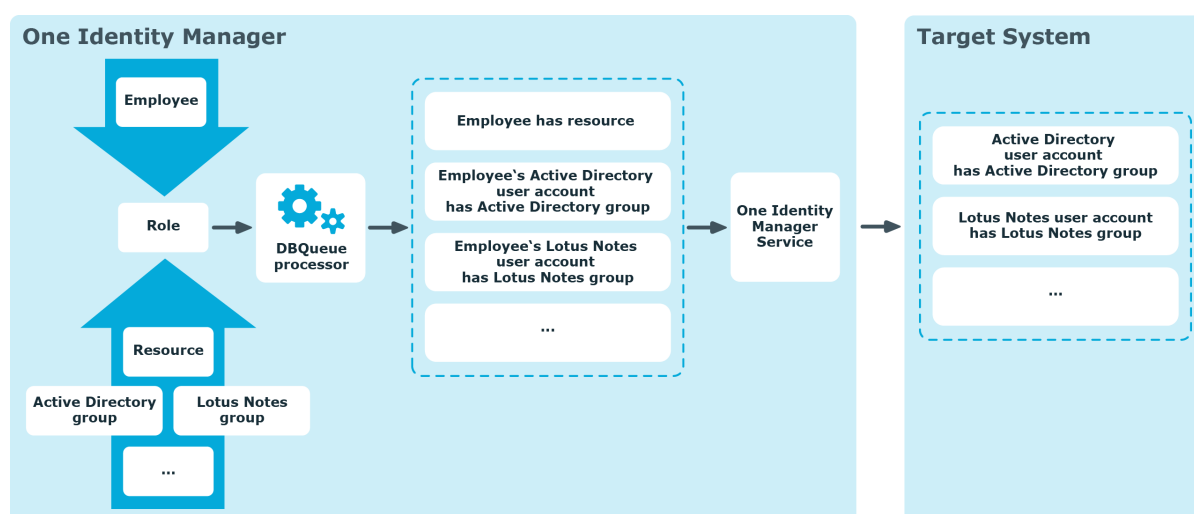 One Identity Manager
Employee
Role
Resource
Active Directory
group
Lotus Notes
group
...
DBQueue
processor
Employee has resource
Employee‘s Active Directory
user account
has Active Directory group
Employee‘s Lotus Notes
user account
has Lotus Notes group
...
One Identity
Manager
Service
Target System
Active Directory
user account
has Active Directory group
Lotus Notes user account
has Lotus Notes group
...